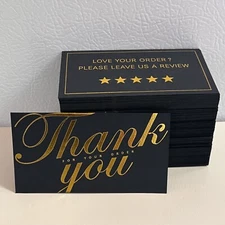 LOVE YOUR ORDER?
PLEASE LEAVE US A REVIEW
Thank
FOR YOUR ORDER
you